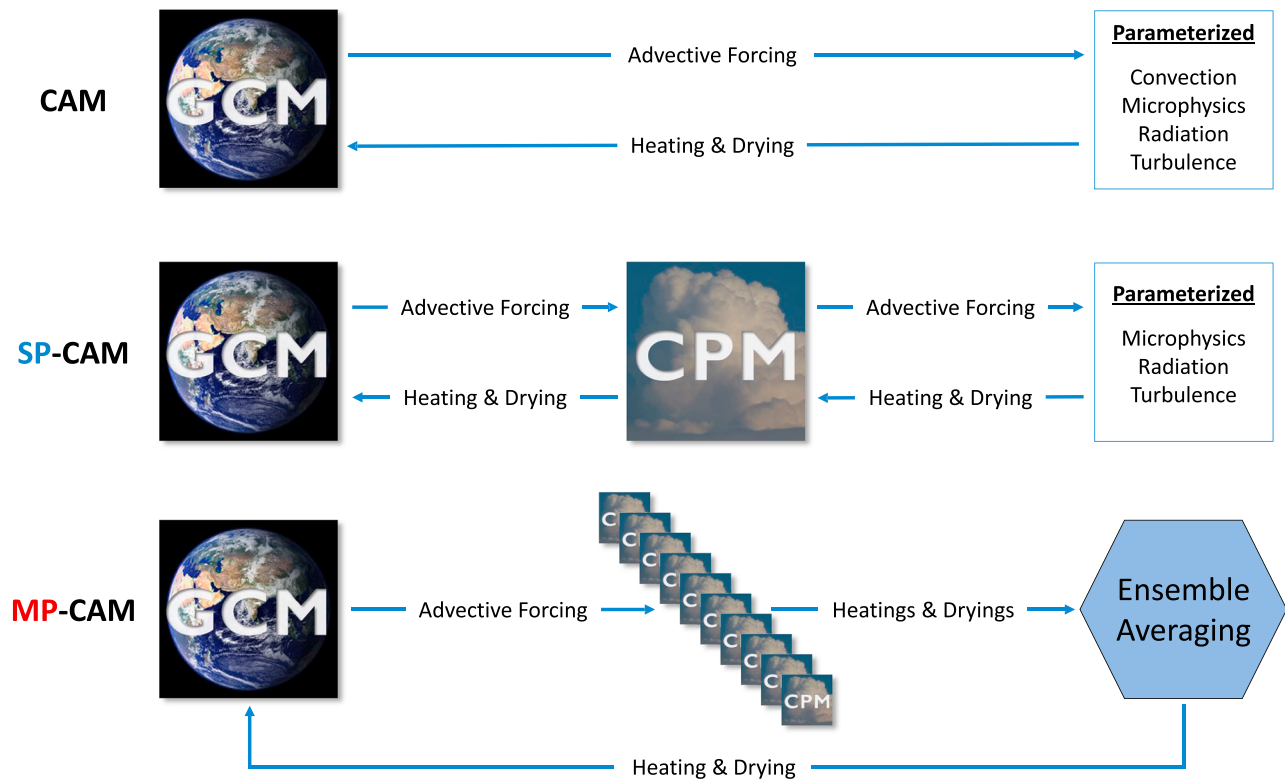 CAM
GCM
Advective Forcing
Heating & Drying
Parameterized
Convection
Microphysics
Radiation
Turbulence
SP-CAM
GCM
Advective Forcing
Heating & Drying
CPM
Advective Forcing
Heating & Drying
Parameterized
Microphysics
Radiation
Turbulence
MP-CAM
GCM
Advective Forcing
C
C
C
C
C
C
C
C
C
CPM
Heatings & Dryings
Ensemble
Averaging
Heating & Drying